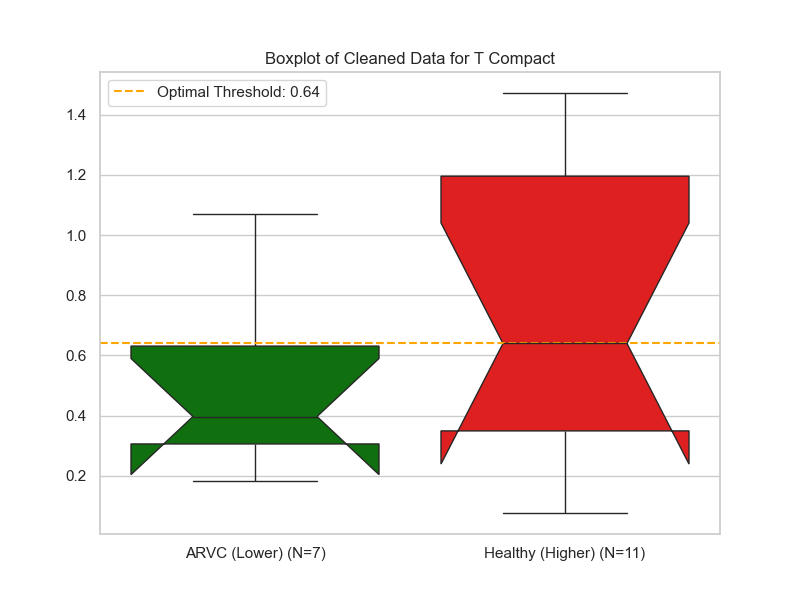 Boxplot of Cleaned Data for T Compact
Optimal Threshold: 0.64
1.4
1.2
1.0
0.8
0.6
0.4
0.2
ARVC (Lower) (N=7)
Healthy (Higher) (N=11)